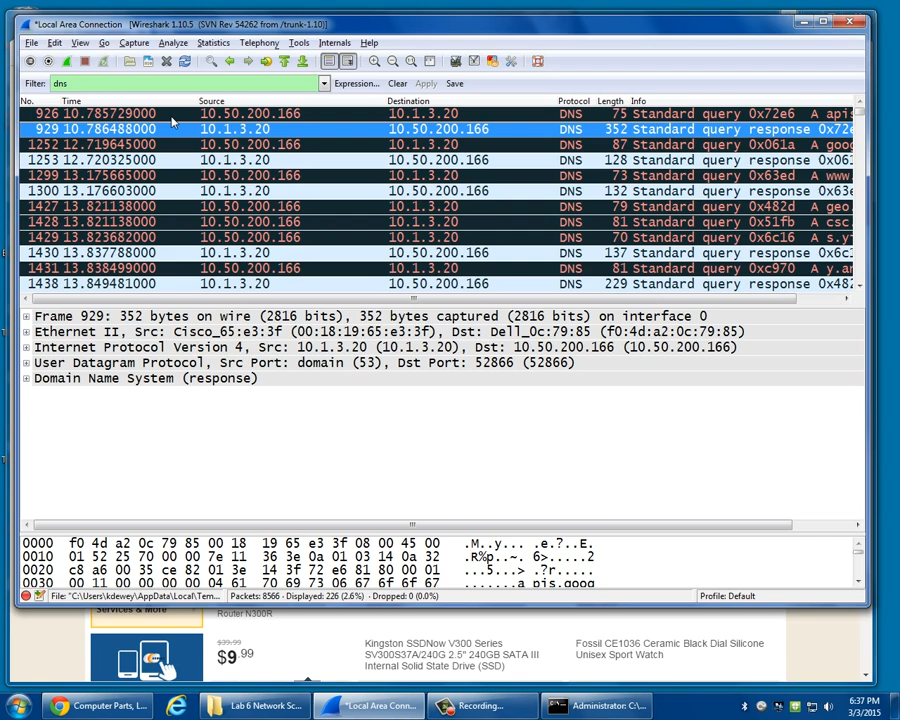 *Local Area Connection   [Wireshark 1.10.5  (SVN Rev 54262 from /trunk-1.10)]
File Edit View Go Capture Analyze Statistics Telephony Tools Internals Help
Filter: dns Expression... Clear Apply Save
No. Time Source Destination Protocol Length Info
926 10.785729000 10.50.200.166 10.1.3.20 DNS 75 Standard query 0x72e6 A apis
929 10.786488000 10.1.3.20 10.50.200.166 DNS 352 Standard query response 0x72e
1252 12.719645000 10.50.200.166 10.1.3.20 DNS 87 Standard query 0x061a A goog
1253 12.720325000 10.1.3.20 10.50.200.166 DNS 128 Standard query response 0x061
1299 13.175665000 10.50.200.166 10.1.3.20 DNS 73 Standard query 0x63ed A www.
1300 13.176603000 10.1.3.20 10.50.200.166 DNS 132 Standard query response 0x63e
1427 13.821138000 10.50.200.166 10.1.3.20 DNS 79 Standard query 0x482d A geo.
1428 13.821138000 10.50.200.166 10.1.3.20 DNS 81 Standard query 0x51fb A csc.
1429 13.823682000 10.50.200.166 10.1.3.20 DNS 70 Standard query 0x6c16 A s.yi
1430 13.837788000 10.1.3.20 10.50.200.166 DNS 137 Standard query response 0x6c1
1431 13.838499000 10.50.200.166 10.1.3.20 DNS 81 Standard query 0xc970 A y.an
1438 13.849481000 10.1.3.20 10.50.200.166 DNS 229 Standard query response 0x482
Frame 929: 352 bytes on wire (2816 bits), 352 bytes captured (2816 bits) on interface 0
Ethernet II, Src: Cisco_65:e3:3f (00:18:19:65:e3:3f), Dst: Dell_0c:79:85 (f0:4d:a2:0c:79:85)
Internet Protocol Version 4, Src: 10.1.3.20 (10.1.3.20), Dst: 10.50.200.166 (10.50.200.166)
User Datagram Protocol, Src Port: domain (53), Dst Port: 52866 (52866)
Domain Name System (response)
0000 f0 4d a2 0c 79 85 00 18 19 65 e3 3f 08 00 45 00 .M..y... .e.?..E.
0010 01 52 25 70 00 00 7e 11 36 3e 0a 01 03 14 0a 32 .R%p..~. 6>.....2
0020 c8 a6 00 35 ce 82 01 3e 14 3f 72 e6 81 80 00 01 ...5...> .?r.....
0030 00 11 00 00 00 00 04 61 70 69 73 06 67 6f 6f 67 .......a pis.goog
File: "C:\Users\kdewey\AppData\Local\Tem... Packets: 8566 · Displayed: 226 (2.6%) · Dropped: 0 (0.0%) Profile: Default
Services & More
Router N300R
$39.99
$9.99
Kingston SSDNow V300 Series
SV300S37A/240G 2.5" 240GB SATA III
Internal Solid State Drive (SSD)
Fossil CE1036 Ceramic Black Dial Silicone
Unisex Sport Watch
Computer Parts, L... Lab 6 Network Sc... *Local Area Conn... Recording... Administrator: C:\...
6:37 PM
3/3/2015